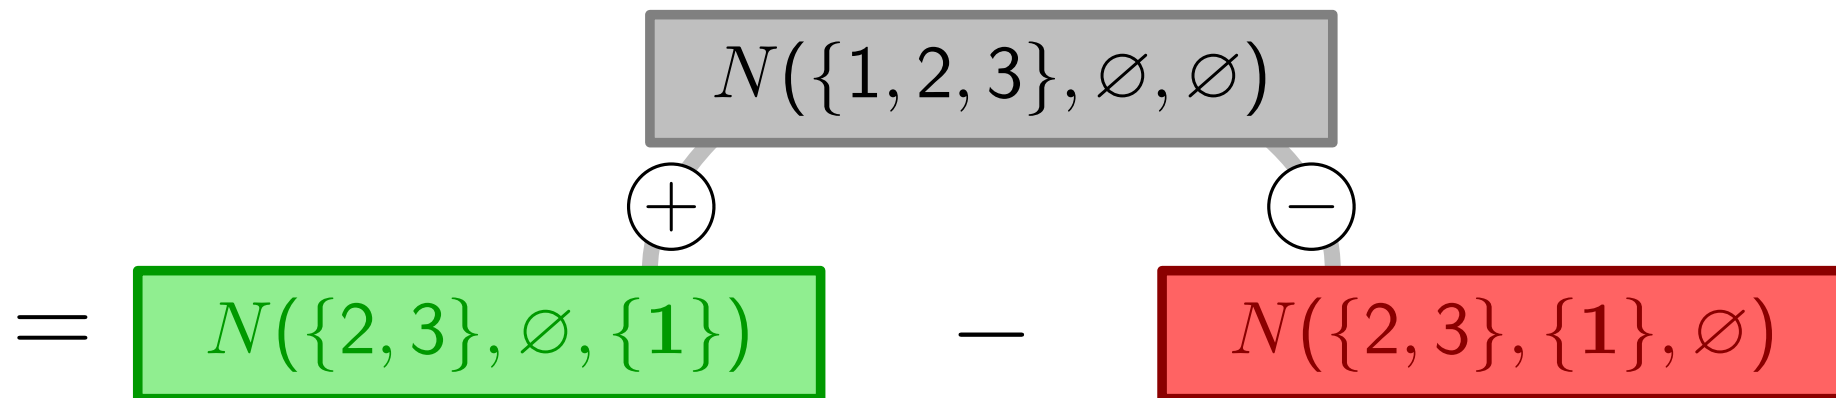 N({1, 2, 3}, ∅, ∅)
+ −
= N({2, 3}, ∅, {1}) − N({2, 3}, {1}, ∅)